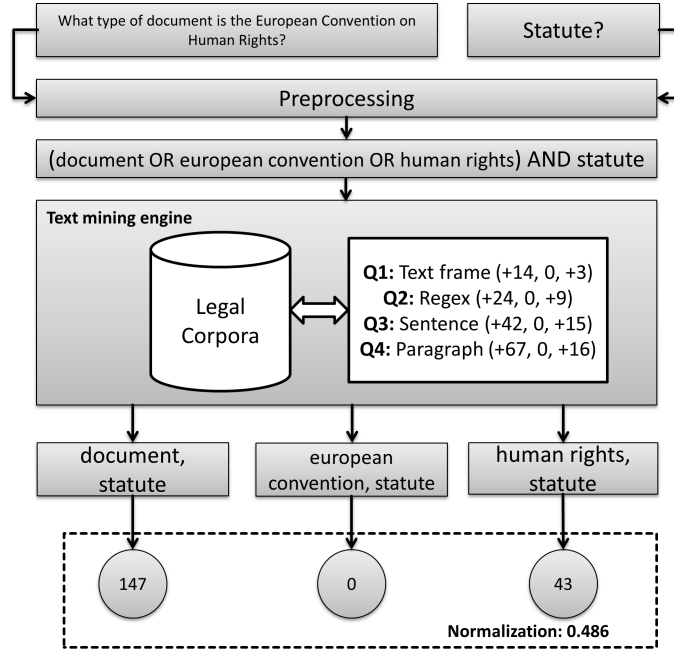 What type of document is the European Convention on
Human Rights?
Statute?
Preprocessing
(document OR european convention OR human rights) AND statute
Text mining engine
Legal
Corpora
Q1: Text frame (+14, 0, +3)
Q2: Regex (+24, 0, +9)
Q3: Sentence (+42, 0, +15)
Q4: Paragraph (+67, 0, +16)
document,
statute
european
convention, statute
human rights,
statute
147
0
43
Normalization: 0.486